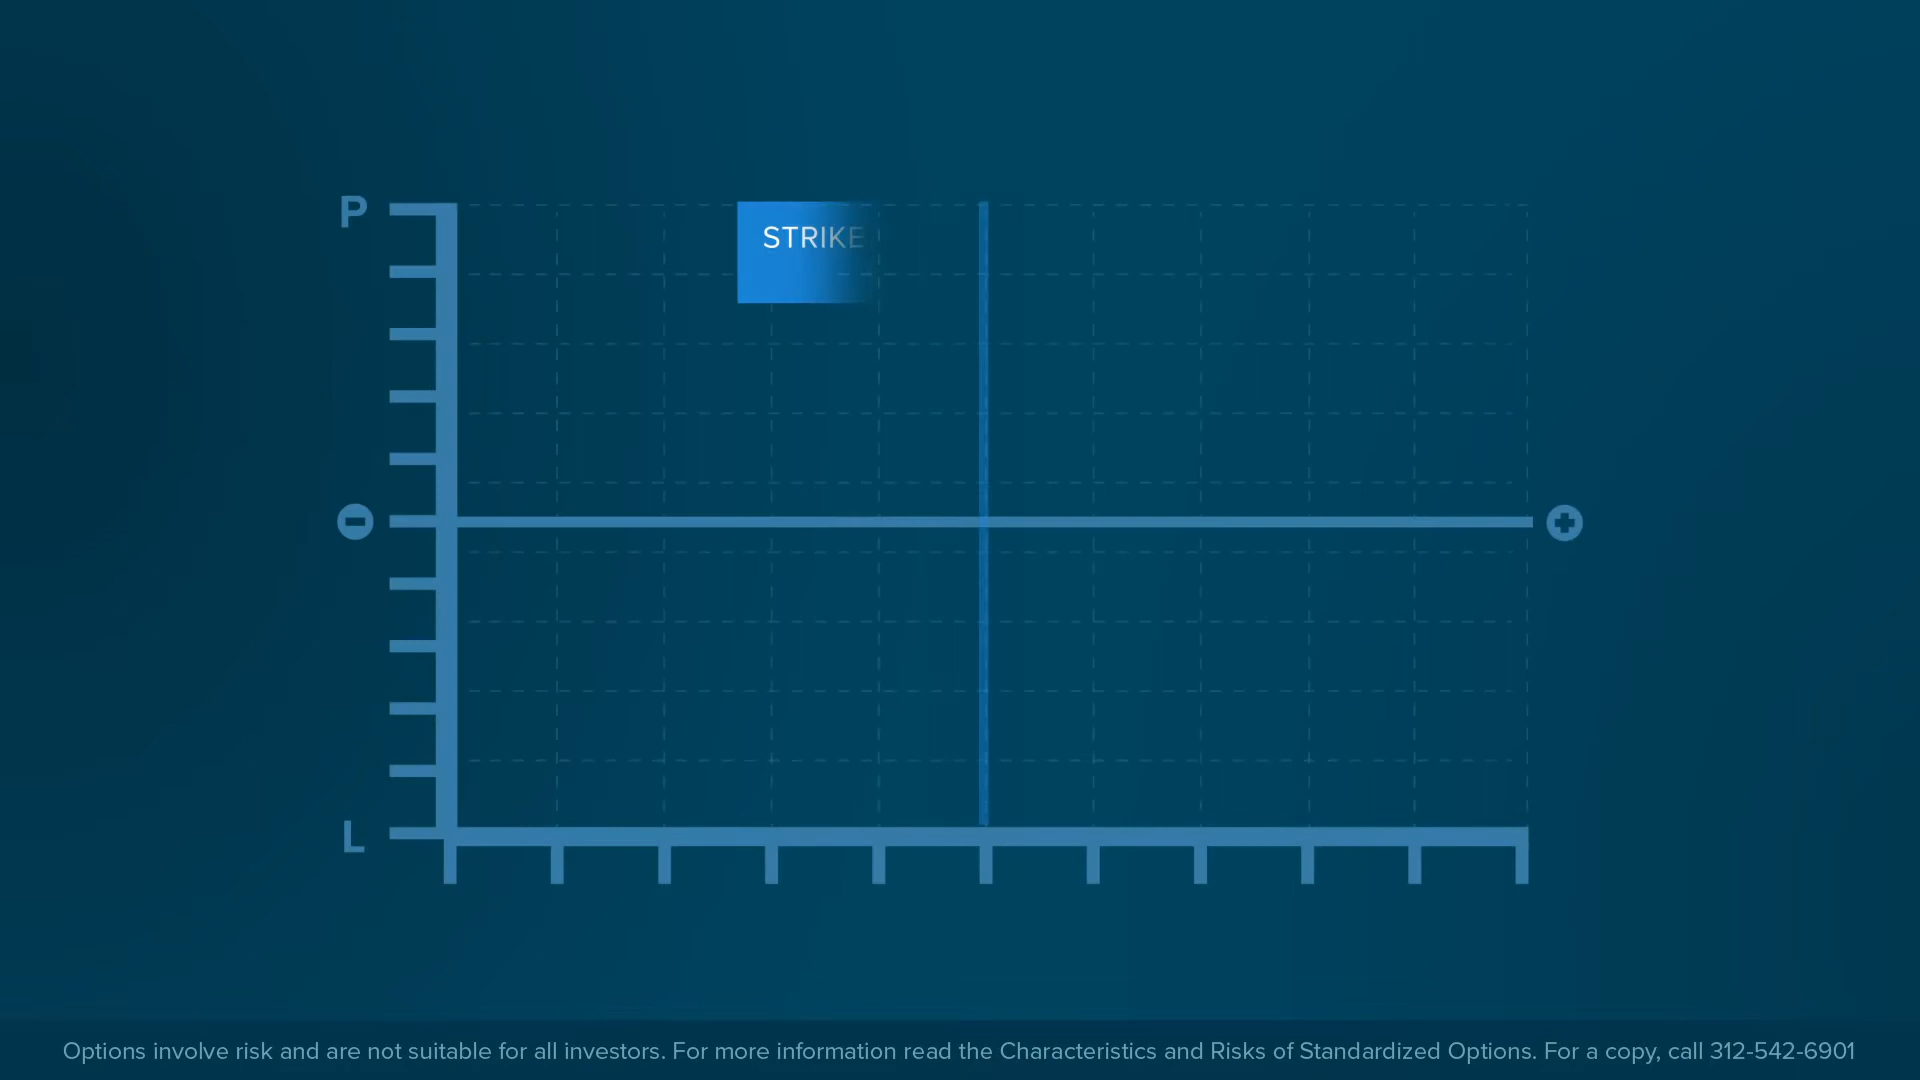 P
STRIKE
L
Options involve risk and are not suitable for all investors. For more information read the Characteristics and Risks of Standardized Options. For a copy, call 312-542-6901